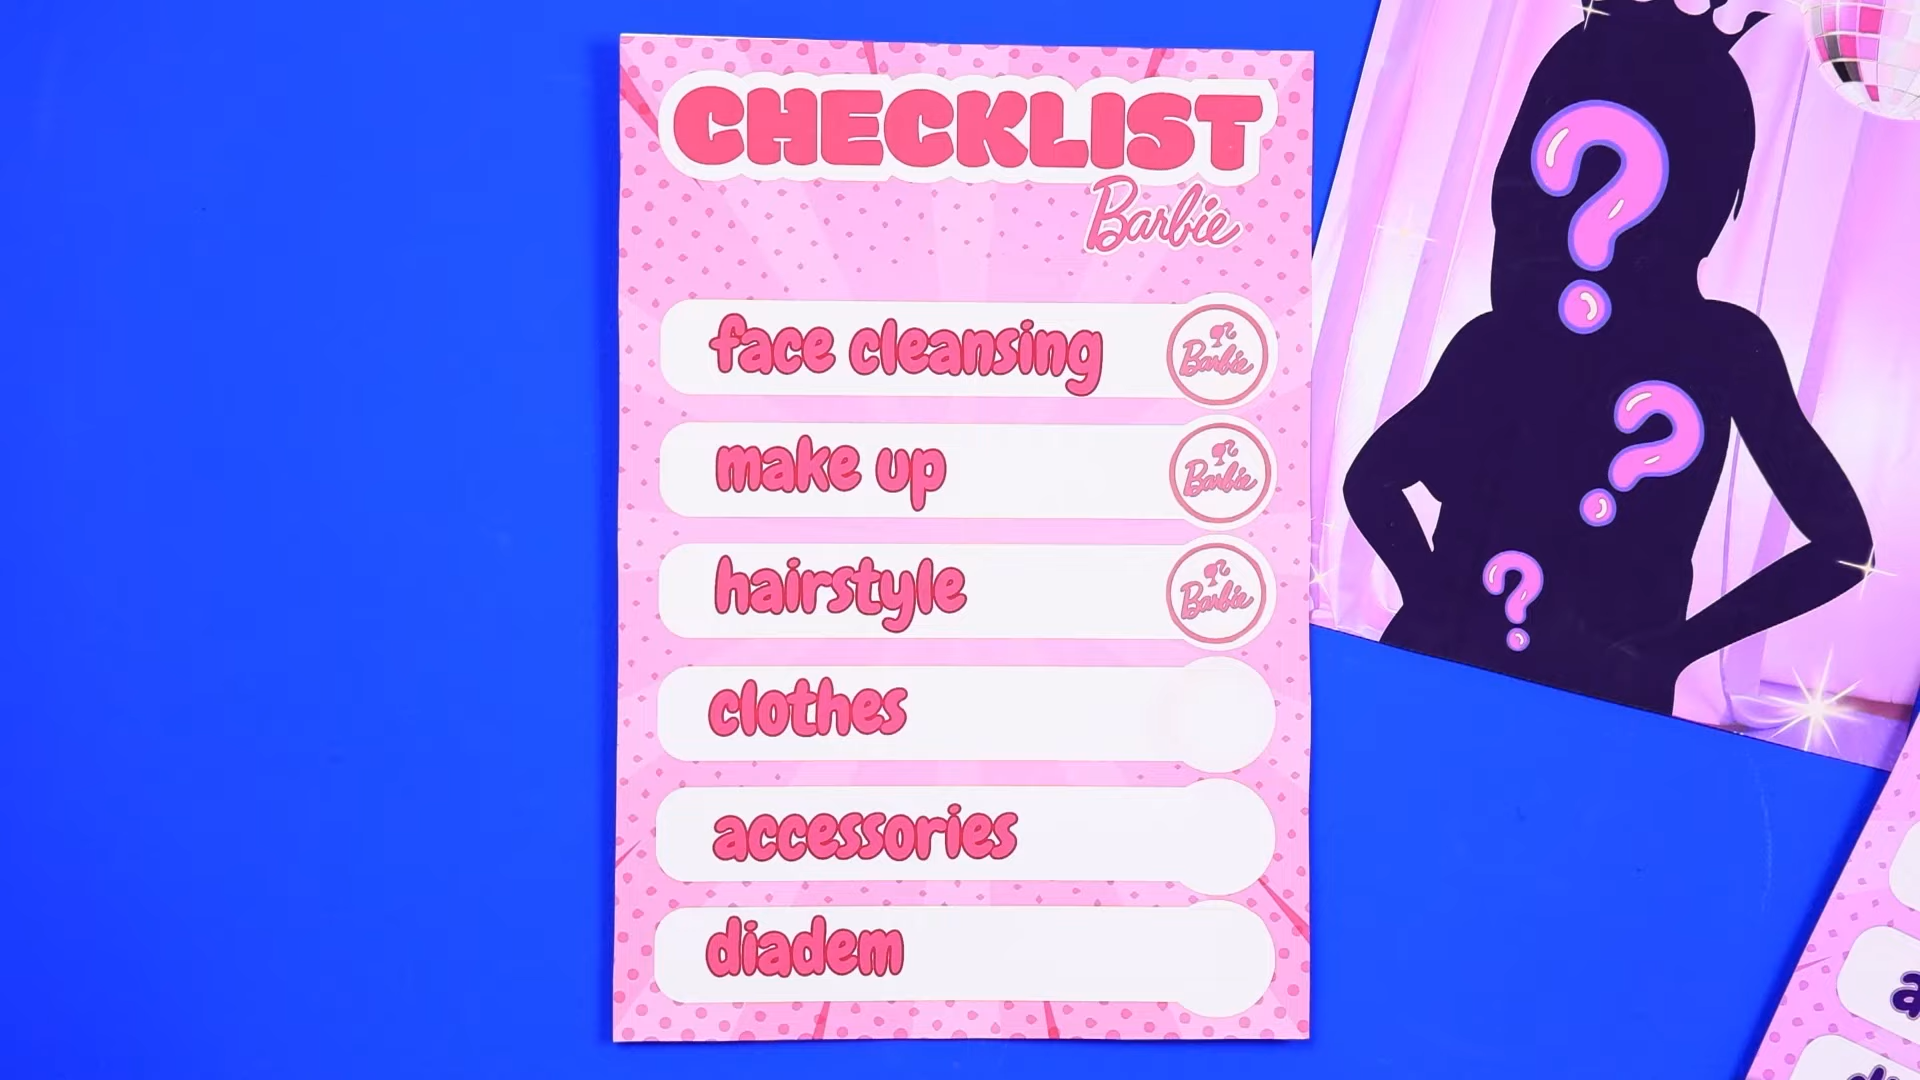 CHECKLIST
Barbie
face cleansing
Barbie
make up
Barbie
hairstyle
Barbie
clothes
accessories
diadem
?
?
?
a